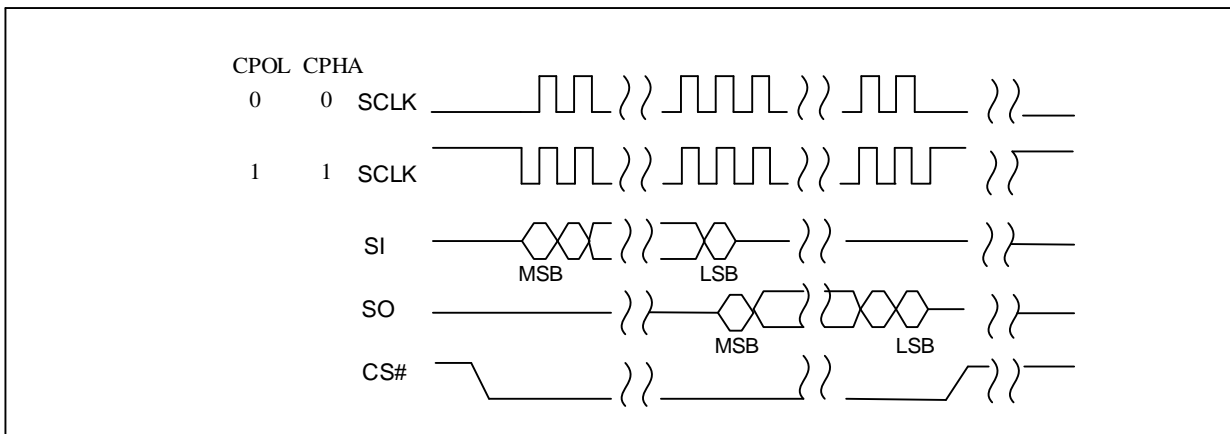 CPOL CPHA
0 0 SCLK
1 1 SCLK
SI
MSB LSB
SO
MSB LSB
CS#